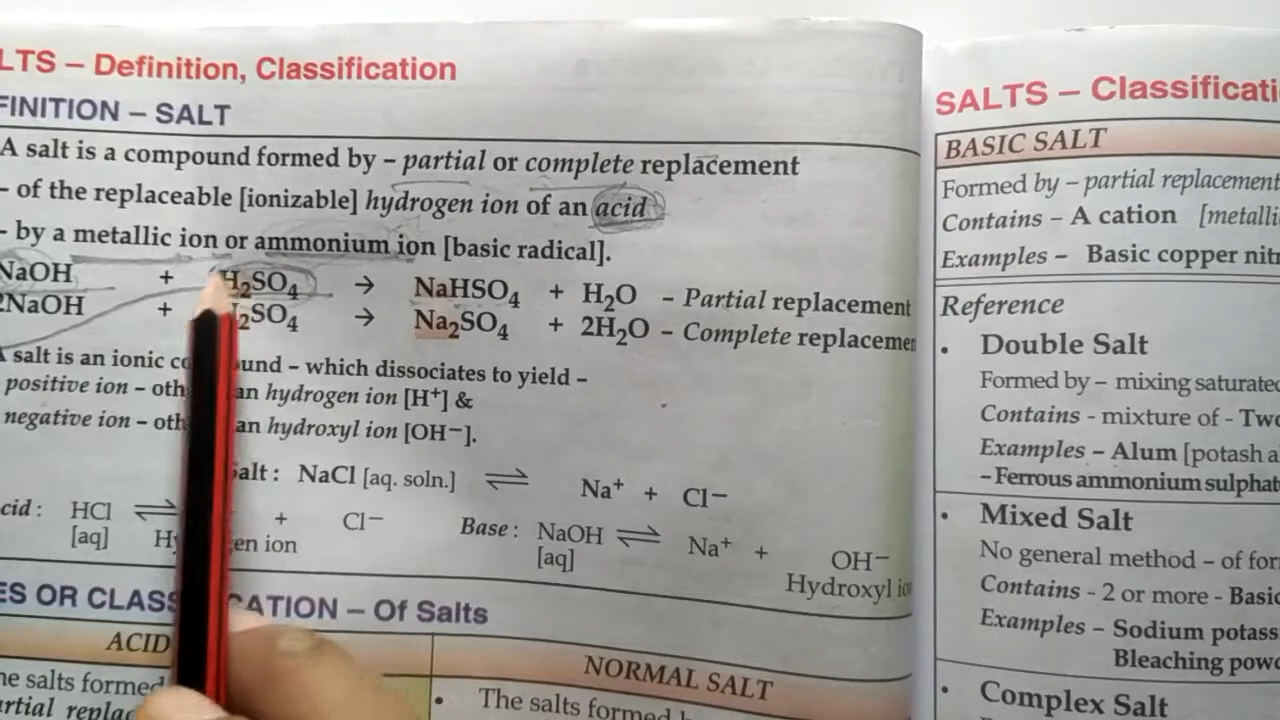 LTS – Definition, Classification
FINITION – SALT
A salt is a compound formed by – partial or complete replacement
– of the replaceable [ionizable] hydrogen ion of an acid
– by a metallic ion or ammonium ion [basic radical].
NaOH + H₂SO₄ → NaHSO₄ + H₂O – Partial replacement
2NaOH + ₂SO₄ → Na₂SO₄ + 2H₂O – Complete replacemen
salt is an ionic co und – which dissociates to yield –
positive ion – oth an hydrogen ion [H⁺] &
negative ion – oth an hydroxyl ion [OH⁻].
alt : NaCl [aq. soln.] ⇌ Na⁺ + Cl⁻
cid : HCl ⇌ + Cl⁻
[aq] Hy en ion
Base : NaOH ⇌ Na⁺ + OH⁻
[aq] Hydroxyl io
ES OR CLASS CATION – Of Salts
ACID
he salts formed
artial replac
NORMAL SALT
• The salts formed
SALTS – Classificati
BASIC SALT
Formed by – partial replacement
Contains – A cation [metalli
Examples – Basic copper nit
Reference
• Double Salt
Formed by – mixing saturate
Contains - mixture of - Two
Examples – Alum [potash a
– Ferrous ammonium sulphat
• Mixed Salt
No general method – of for
Contains - 2 or more - Basi
Examples – Sodium potass
Bleaching powd
• Complex Salt